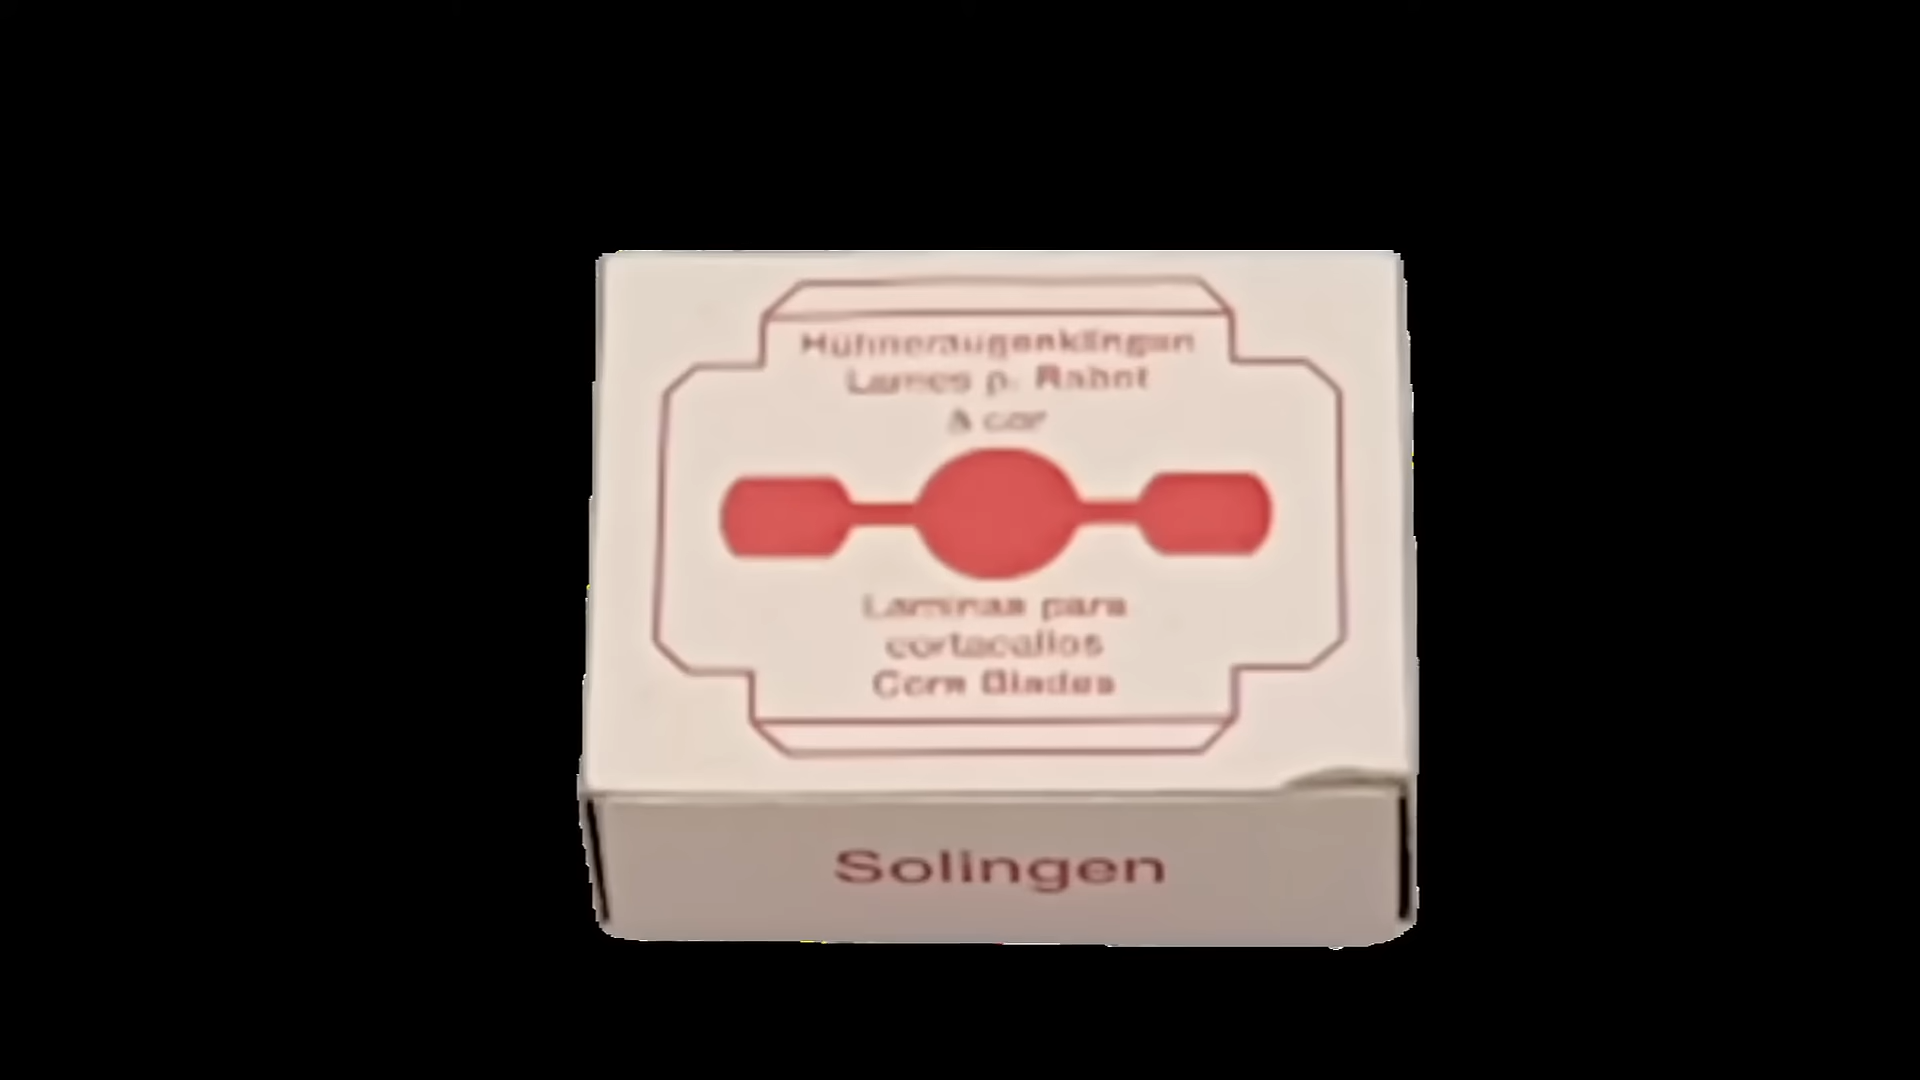 Hühneraugenklingen
Lames p. Rabot
à cor
Laminas para
cortacallos
Corn Blades
Solingen